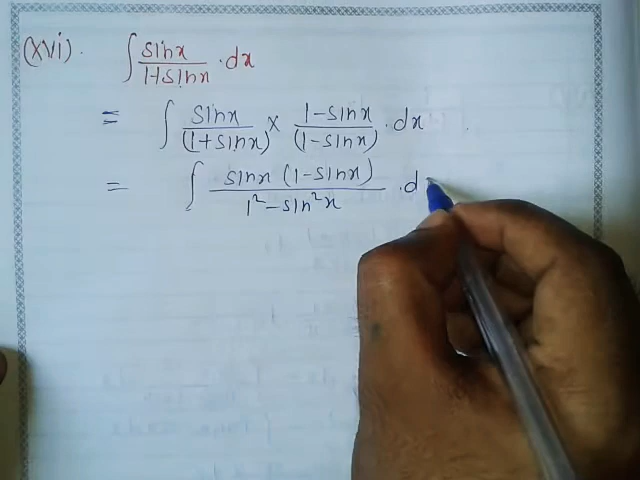 (xvi). ∫ sinx / 1+sinx . dx
= ∫ sinx / (1+sinx) × 1-sinx / (1-sinx) . dx
= ∫ sinx (1-sinx) / 1² - sin²x . d